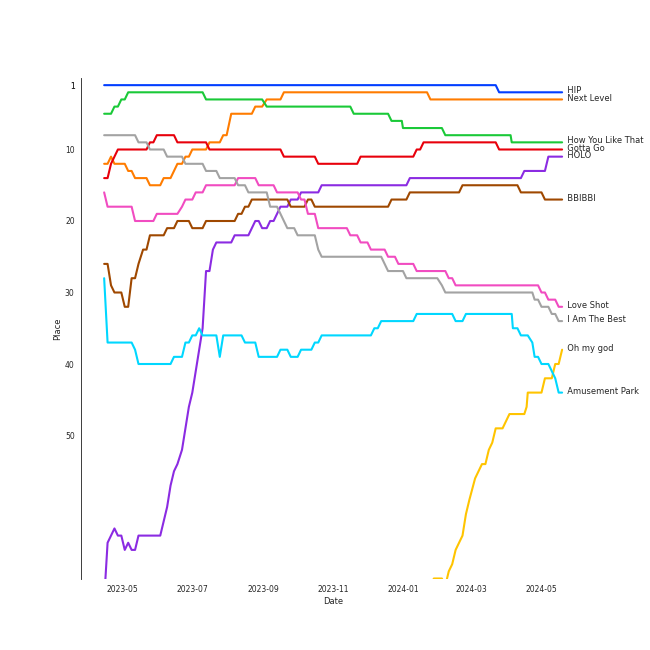 1
HIP
Next Level
How You Like That
10
Gotta Go
HOLO
BBIBBI
20
30
Love Shot
I Am The Best
Place
Oh my god
40
Amusement Park
50
2023-05 2023-07 2023-09 2023-11 2024-01 2024-03 2024-05
Date